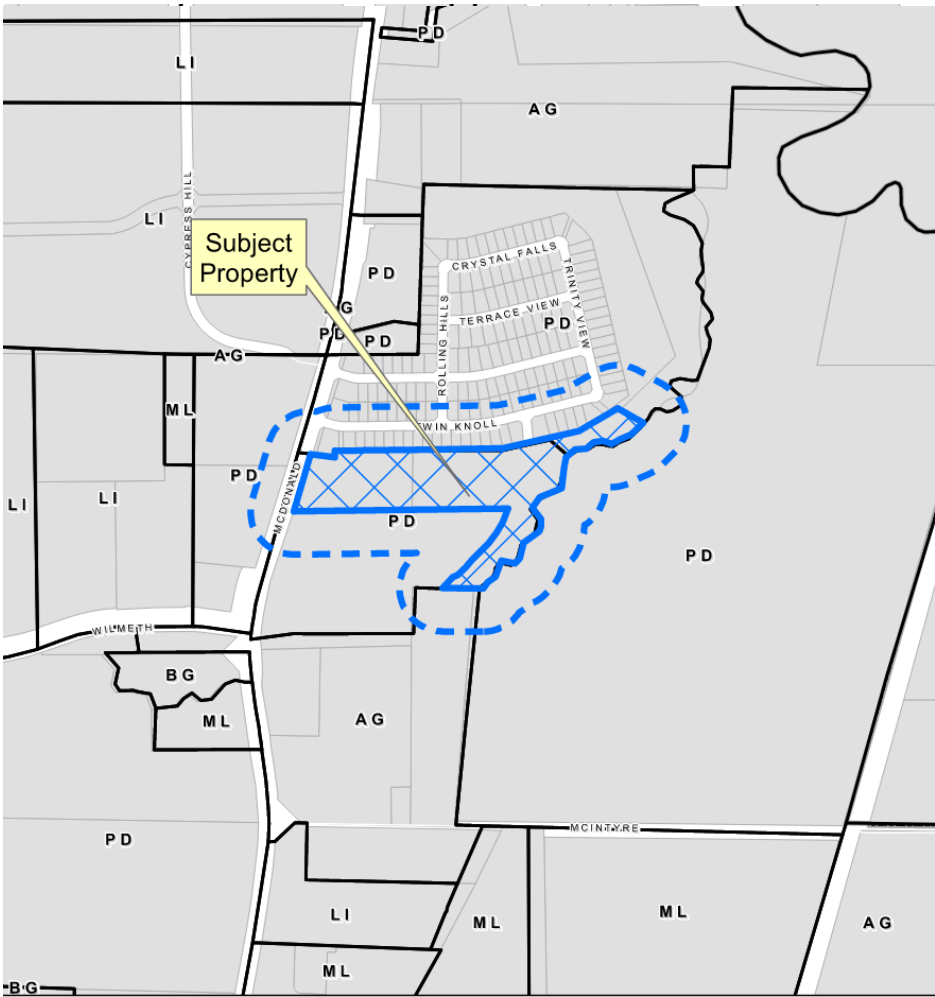 PD
LI
AG
CYPRESS HILL
LI
Subject
Property
CRYSTAL FALLS
PD
TRINITY VIEW
ROLLING HILLS
TERRACE VIEW
PD
PD
PD
AG
ML
TWIN KNOLL
PD
MCDONALD
LI
LI
PD
PD
WILMETH
BG
ML
AG
MCINTYRE
PD
LI
ML
ML
AG
ML
BG